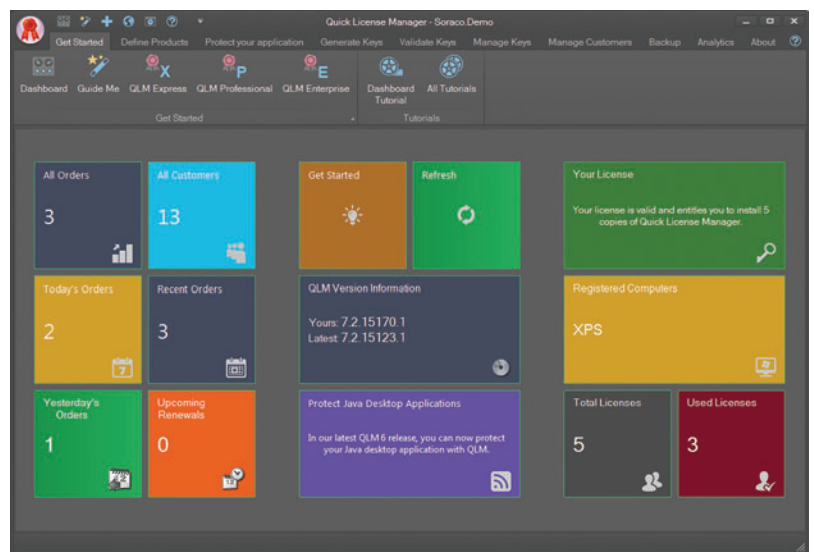 Quick License Manager - Soraco.Demo
Get Started Define Products Protect your application Generate Keys Validate Keys Manage Keys Manage Customers Backup Analytics About
Dashboard Guide Me QLM Express QLM Professional QLM Enterprise Dashboard Tutorial All Tutorials
Get Started Tutorials
All Orders
3
All Customers
13
Get Started
Refresh
Your License
Your license is valid and entitles you to install 5
copies of Quick License Manager.
Today's Orders
2
Recent Orders
3
QLM Version Information
Yours: 7.2.15170.1
Latest: 7.2.15123.1
Registered Computers
XPS
Yesterday's
Orders
1
Upcoming
Renewals
0
Protect Java Desktop Applications
In our latest QLM 6 release, you can now protect
your Java desktop application with QLM.
Total Licenses
5
Used Licenses
3